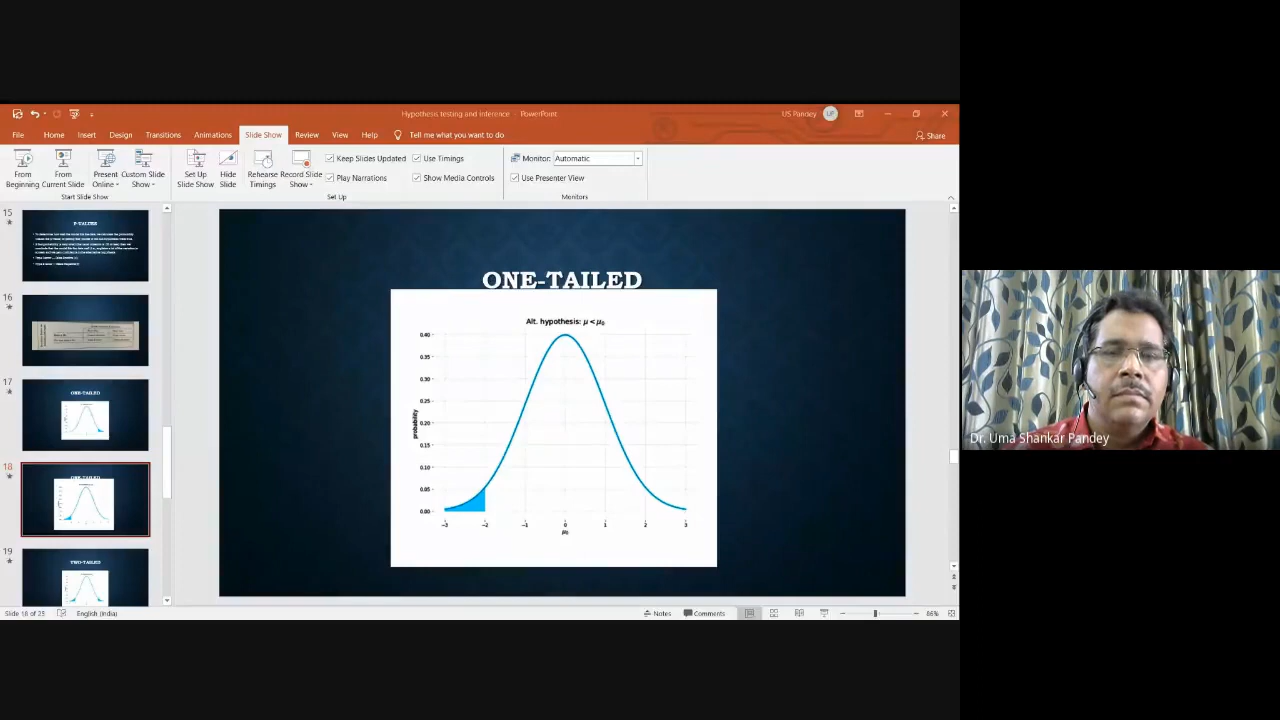 Hypothesis testing and inference - PowerPoint
US Pandey
UP
File Home Insert Design Transitions Animations Slide Show Review View Help Tell me what you want to do
Share
From Beginning
From Current Slide
Present Online
Custom Slide Show
Set Up Slide Show
Hide Slide
Rehearse Timings
Record Slide Show
Keep Slides Updated
Play Narrations
Use Timings
Show Media Controls
Monitor: Automatic
Use Presenter View
Start Slide Show
Set Up
Monitors
15
P-VALUES
16
17
ONE-TAILED
18
ONE-TAILED
19
TWO-TAILED
ONE-TAILED
Alt. hypothesis: μ < μ₀
probability
0.40
0.35
0.30
0.25
0.20
0.15
0.10
0.05
0.00
−3 −2 −1 0 1 2 3
μ₀
Dr. Uma Shankar Pandey
Slide 18 of 25
English (India)
Notes
Comments
86%